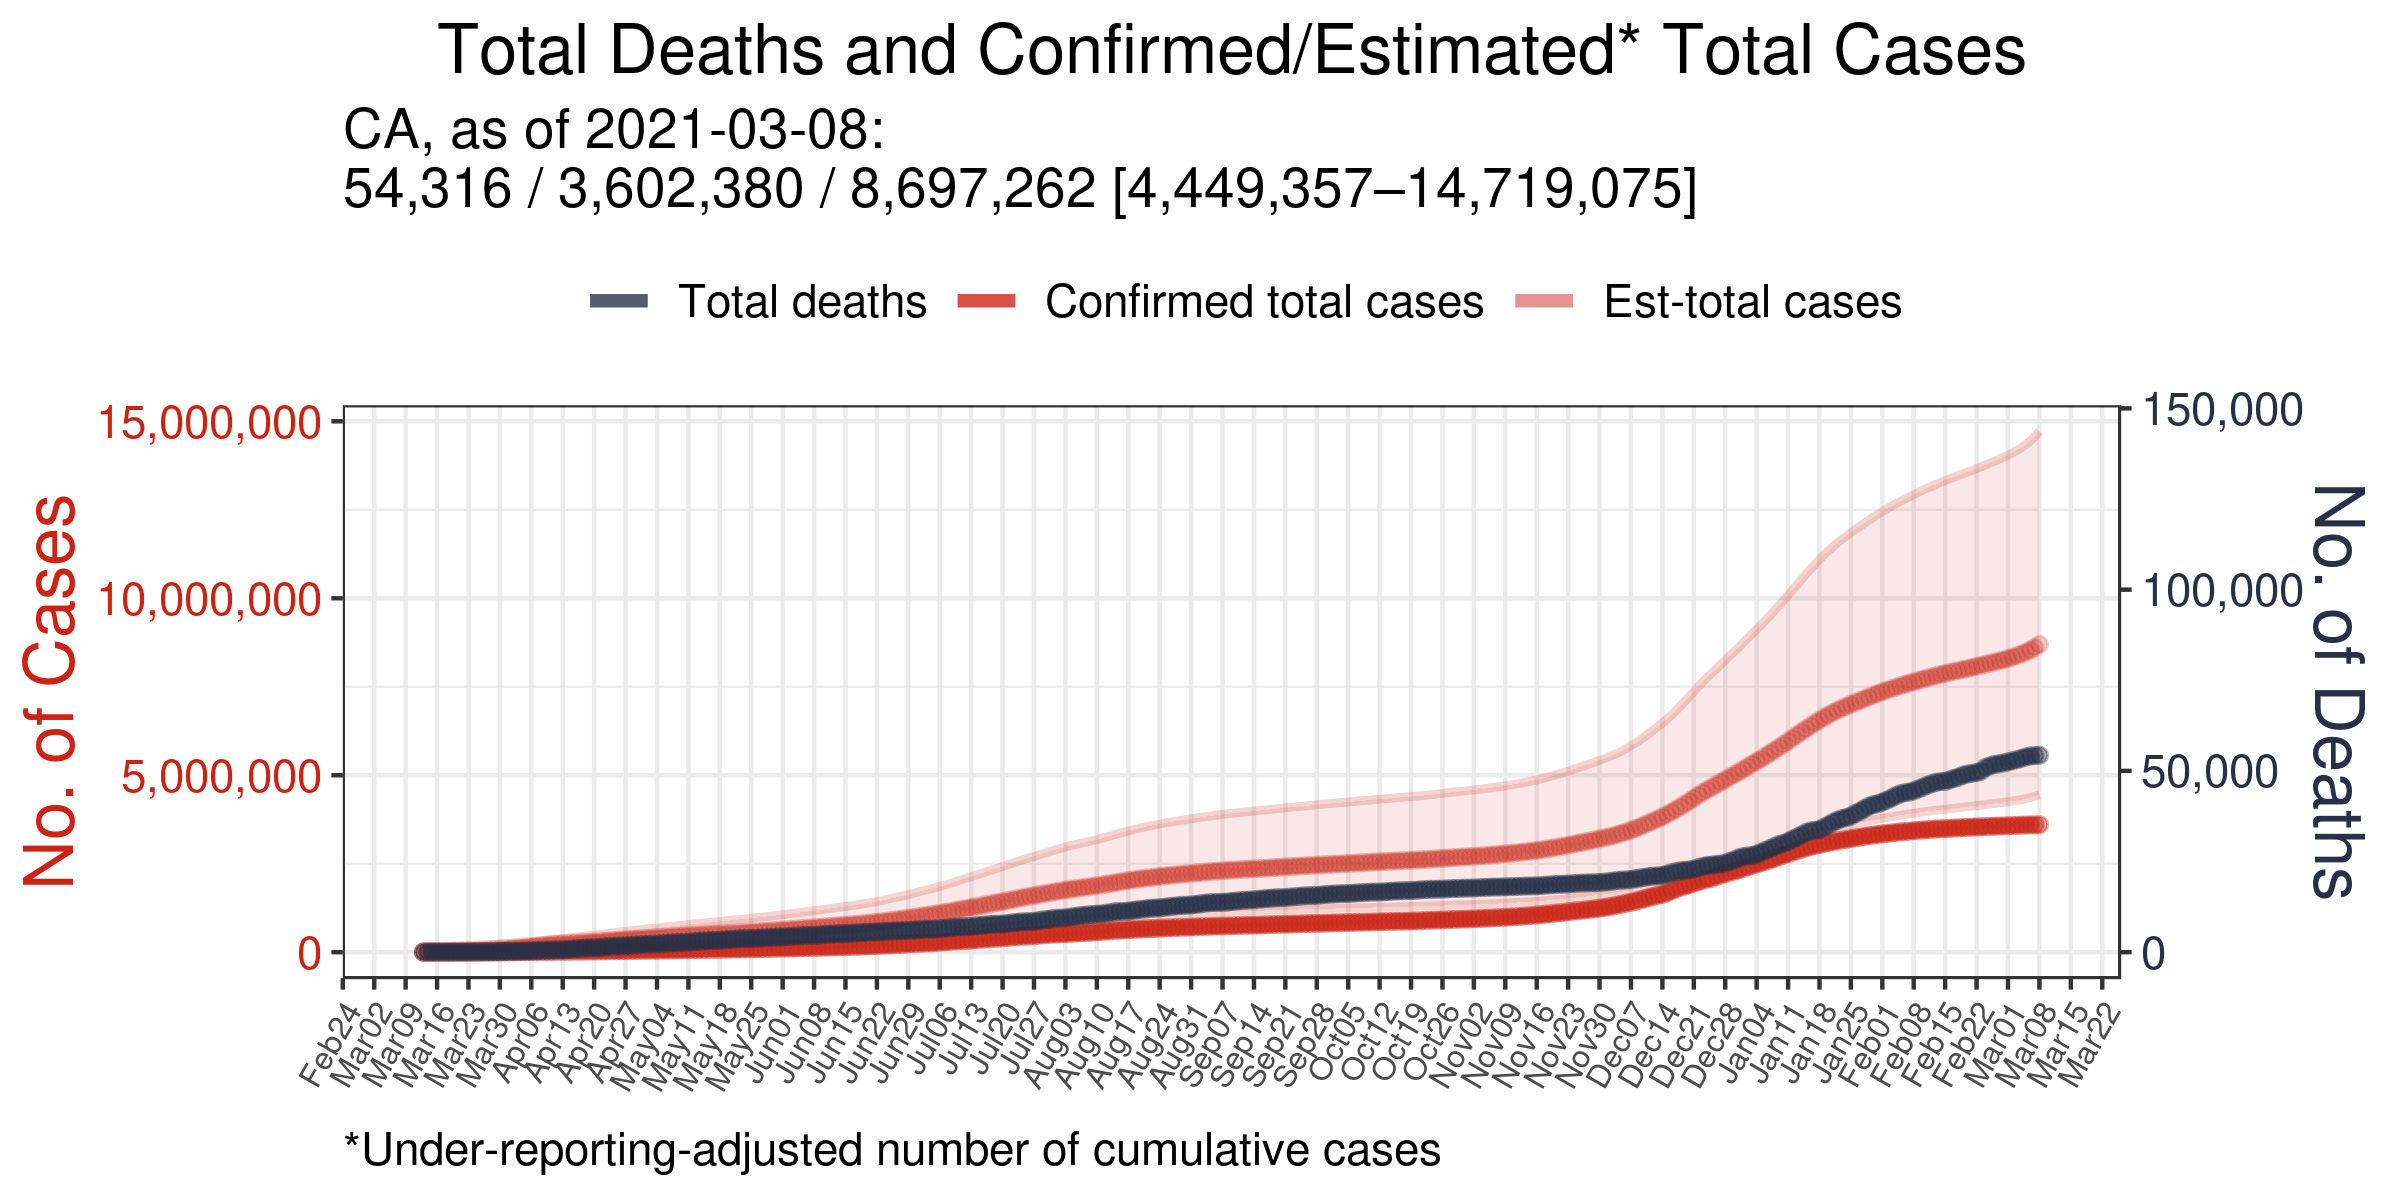 Total Deaths and Confirmed/Estimated* Total Cases
CA, as of 2021-03-08:
54,316 / 3,602,380 / 8,697,262 [4,449,357–14,719,075]
Total deaths
Confirmed total cases
Est-total cases
No. of Cases
15,000,000
10,000,000
5,000,000
0
150,000
100,000
50,000
0
No. of Deaths
Feb24
Mar02
Mar09
Mar16
Mar23
Mar30
Apr06
Apr13
Apr20
Apr27
May04
May11
May18
May25
Jun01
Jun08
Jun15
Jun22
Jun29
Jul06
Jul13
Jul20
Jul27
Aug03
Aug10
Aug17
Aug24
Aug31
Sep07
Sep14
Sep21
Sep28
Oct05
Oct12
Oct19
Oct26
Nov02
Nov09
Nov16
Nov23
Nov30
Dec07
Dec14
Dec21
Dec28
Jan04
Jan11
Jan18
Jan25
Feb01
Feb08
Feb15
Feb22
Mar01
Mar08
Mar15
Mar22
*Under-reporting-adjusted number of cumulative cases